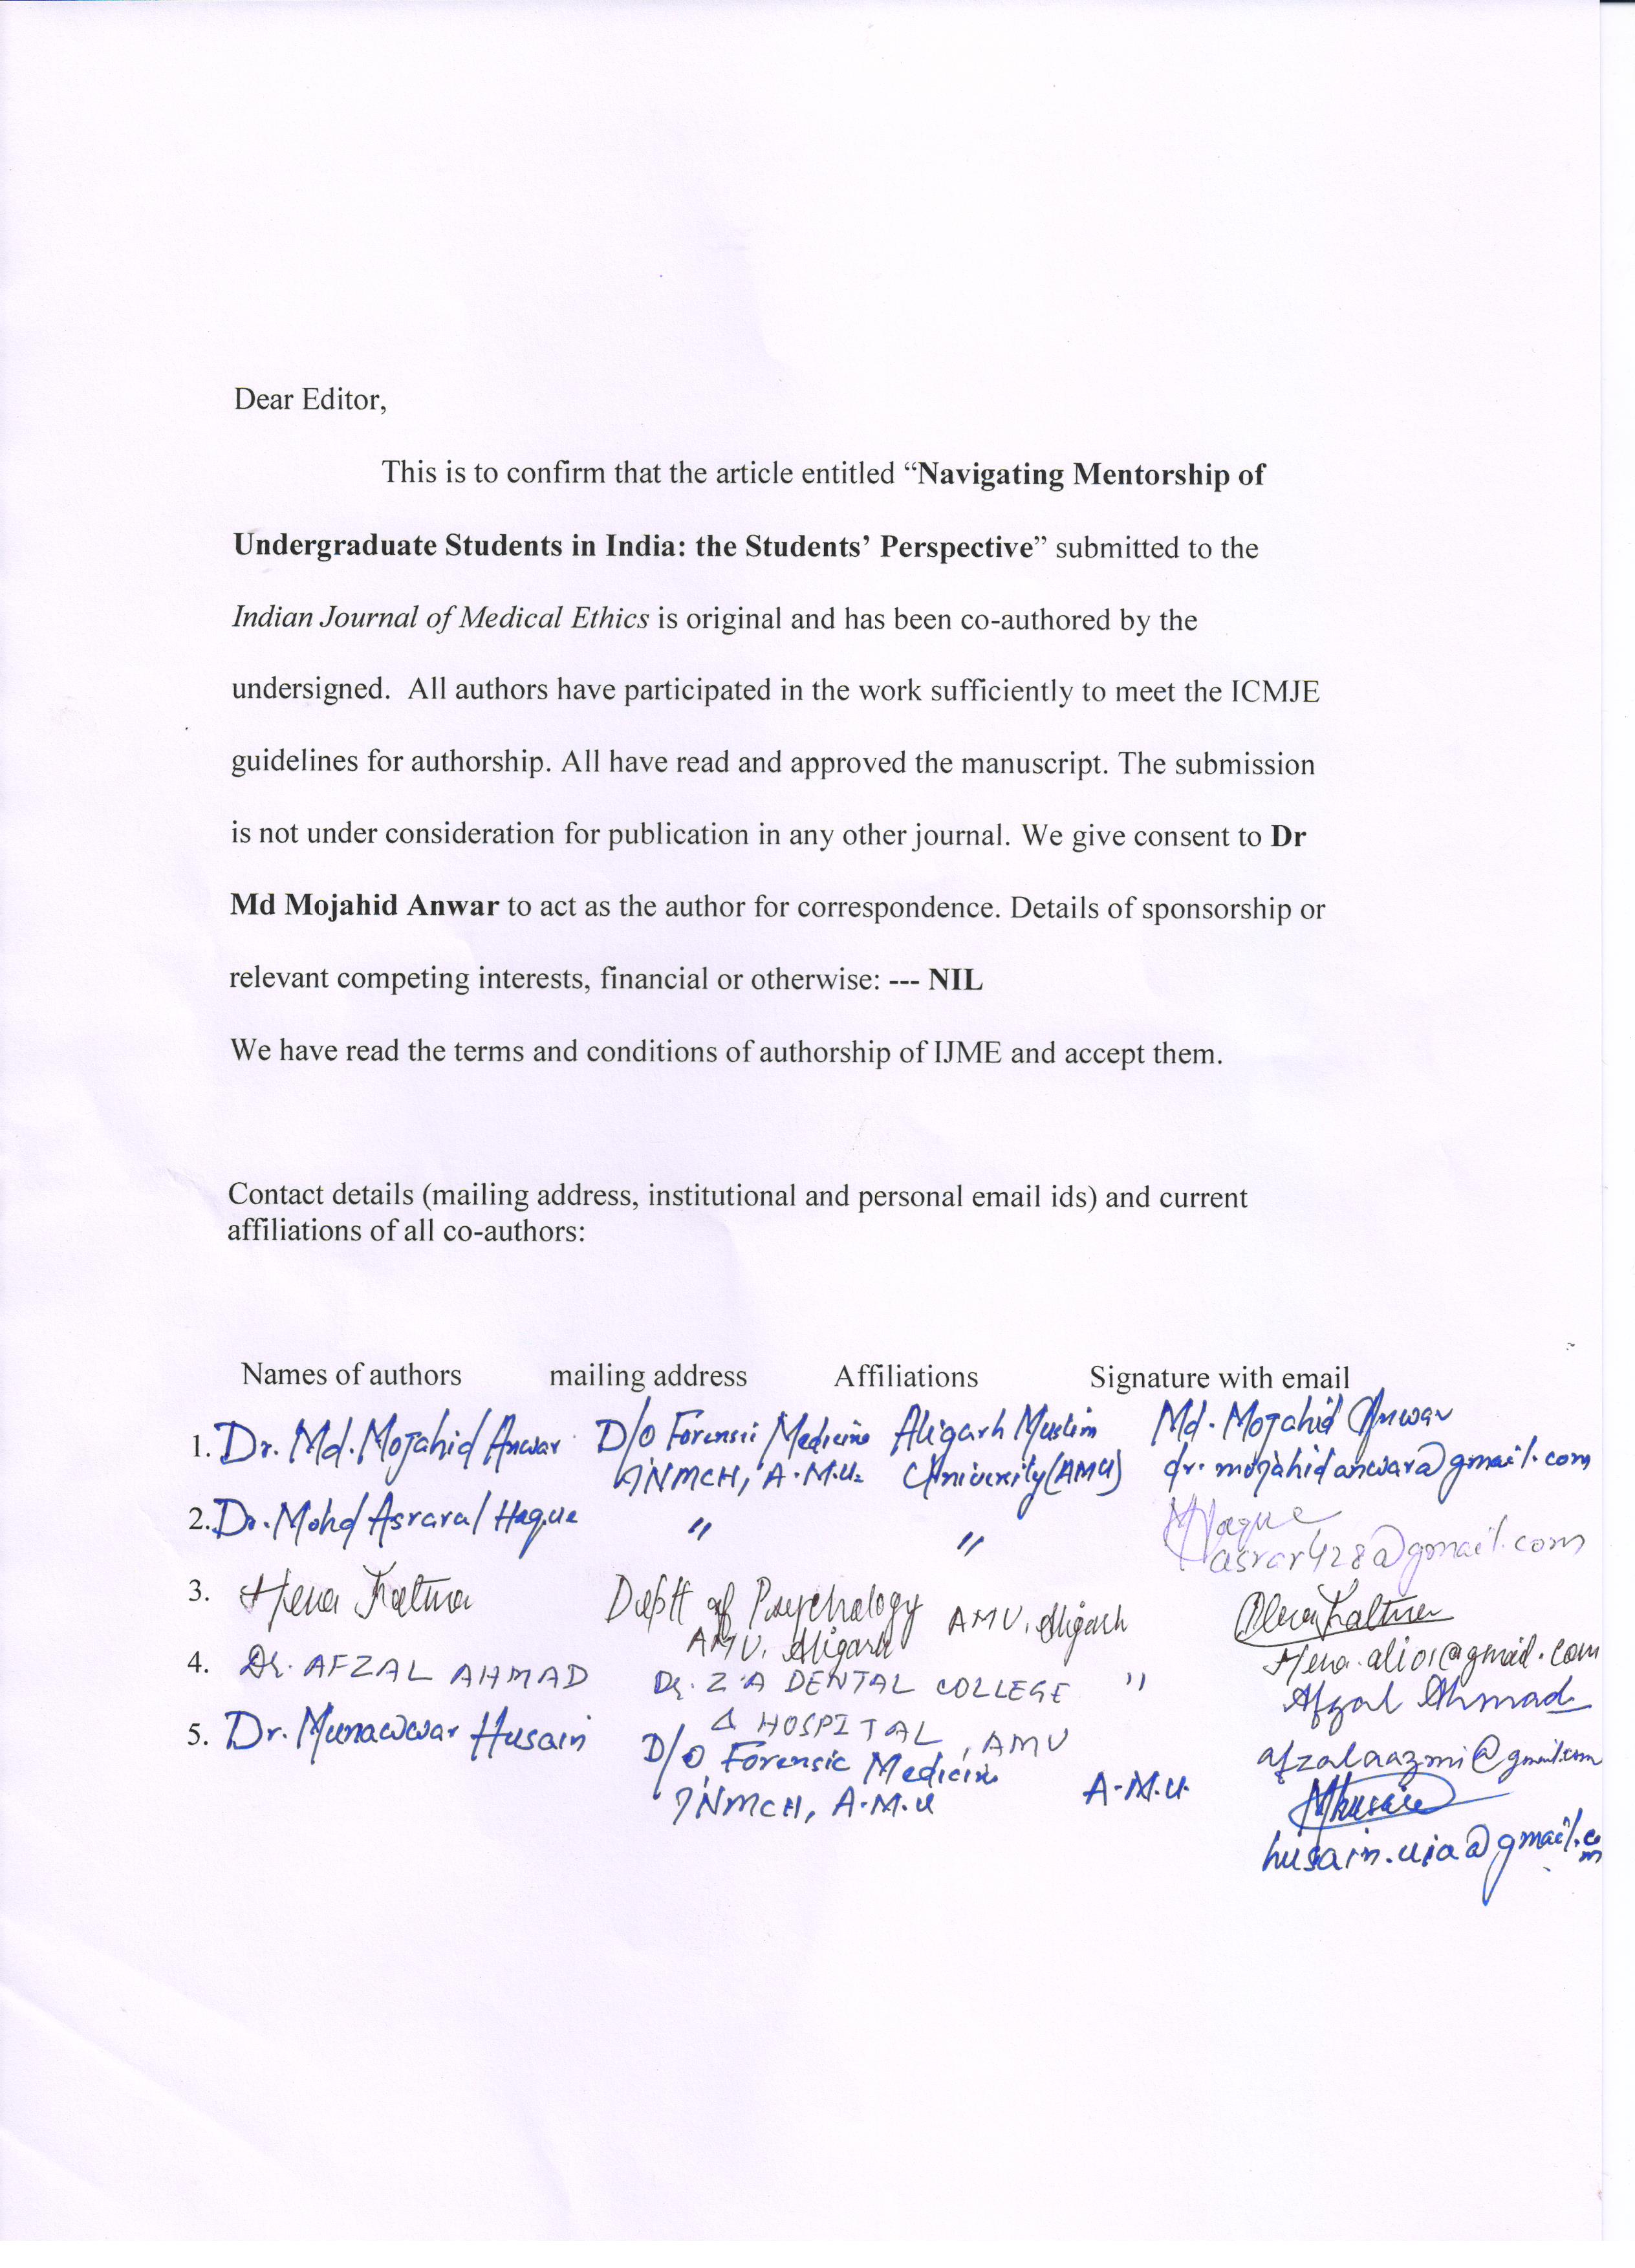 Dear Editor,
This is to confirm that the article entitled “Navigating Mentorship of
Undergraduate Students in India: the Students’ Perspective” submitted to the
Indian Journal of Medical Ethics is original and has been co-authored by the
undersigned. All authors have participated in the work sufficiently to meet the ICMJE
guidelines for authorship. All have read and approved the manuscript. The submission
is not under consideration for publication in any other journal. We give consent to Dr
Md Mojahid Anwar to act as the author for correspondence. Details of sponsorship or
relevant competing interests, financial or otherwise: --- NIL
We have read the terms and conditions of authorship of IJME and accept them.
Contact details (mailing address, institutional and personal email ids) and current
affiliations of all co-authors:
Names of authors mailing address Affiliations Signature with email
1. Dr. Md. Mojahid Anwar D/o Forensic Medicine Aligarh Muslim Md. Mojahid Anwar
JNMCH, A.M.U. University (AMU) dr.mojahidanwara@gmail.com
2. Dr. Mohd Asrarul Haque " " MHaque
asrar428@gmail.com
3. Hena Fatma Deptt of Psychology AMU, Aligarh Hena Fatma
AMU, Aligarh
4. Dr. AFZAL AHMAD Dr. Z A DENTAL COLLEGE " Afzal Ahmad
& HOSPITAL, AMU
afzalaazmi@gmail.com
5. Dr. Munawwar Husain D/o Forensic Medicine A.M.U. MHusain
JNMCH, A.M.U
husain.uia@gmail.com